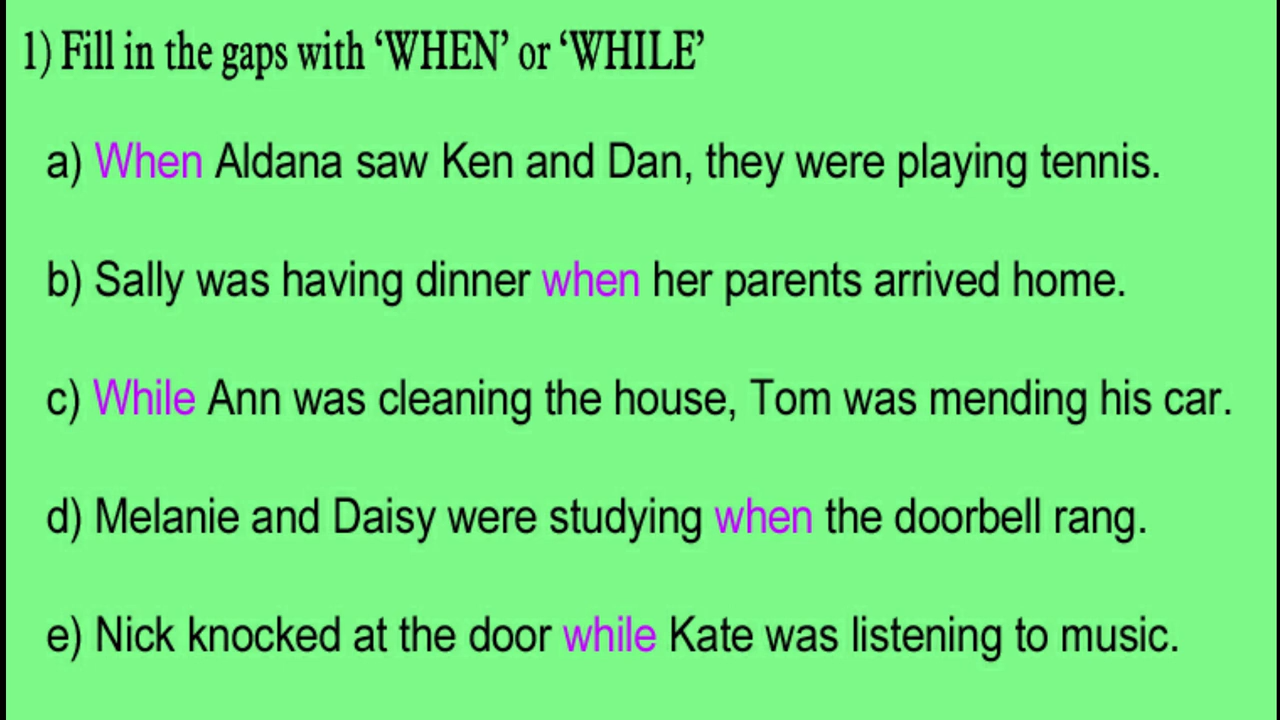 1) Fill in the gaps with ‘WHEN’ or ‘WHILE’
a) When Aldana saw Ken and Dan, they were playing tennis.
b) Sally was having dinner when her parents arrived home.
c) While Ann was cleaning the house, Tom was mending his car.
d) Melanie and Daisy were studying when the doorbell rang.
e) Nick knocked at the door while Kate was listening to music.